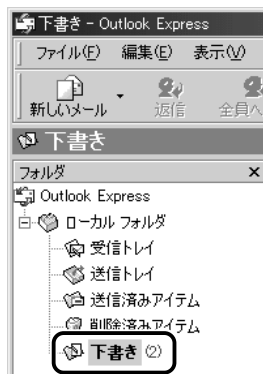 下書き - Outlook Express
ファイル(F) 編集(E) 表示(V)
新しいメール 返信 全員へ
下書き
フォルダ ×
Outlook Express
ローカル フォルダ
受信トレイ
送信トレイ
送信済みアイテム
削除済みアイテム
下書き (2)